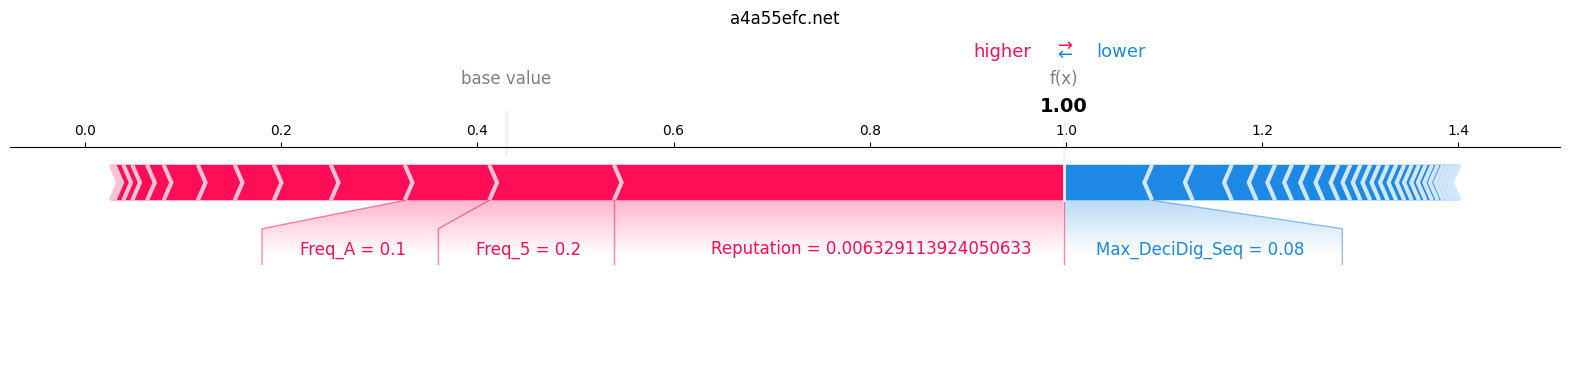 a4a55efc.net
higher ⇄ lower
base value f(x)
1.00
0.0 0.2 0.4 0.6 0.8 1.0 1.2 1.4
Freq_A = 0.1 Freq_5 = 0.2 Reputation = 0.006329113924050633 Max_DeciDig_Seq = 0.08